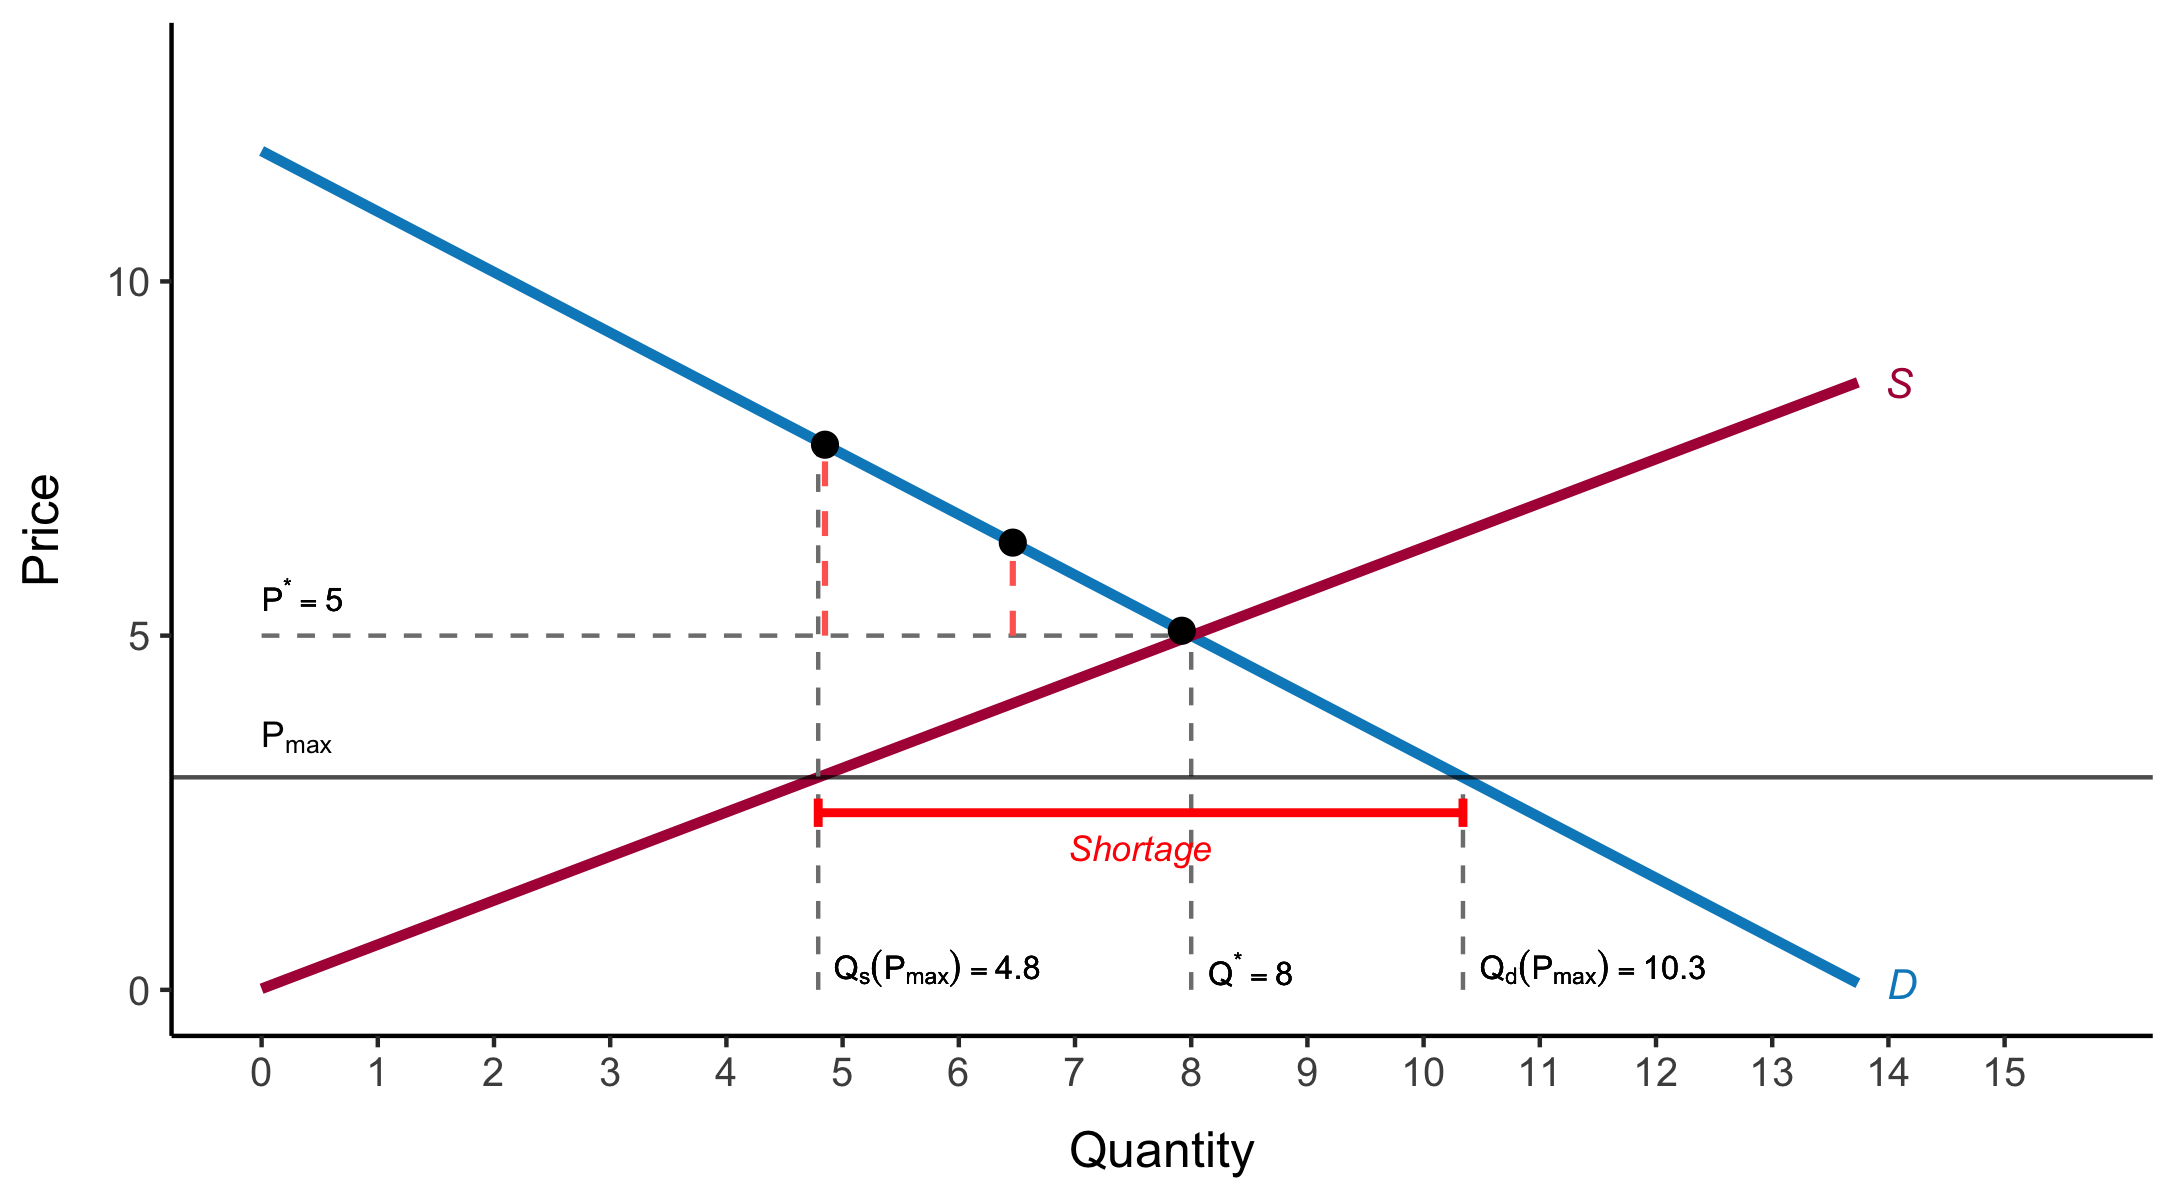 10
S
Price
P* = 5
5
Pmax
Shortage
Qs(Pmax) = 4.8
Q* = 8
Qd(Pmax) = 10.3
D
0
0 1 2 3 4 5 6 7 8 9 10 11 12 13 14 15
Quantity